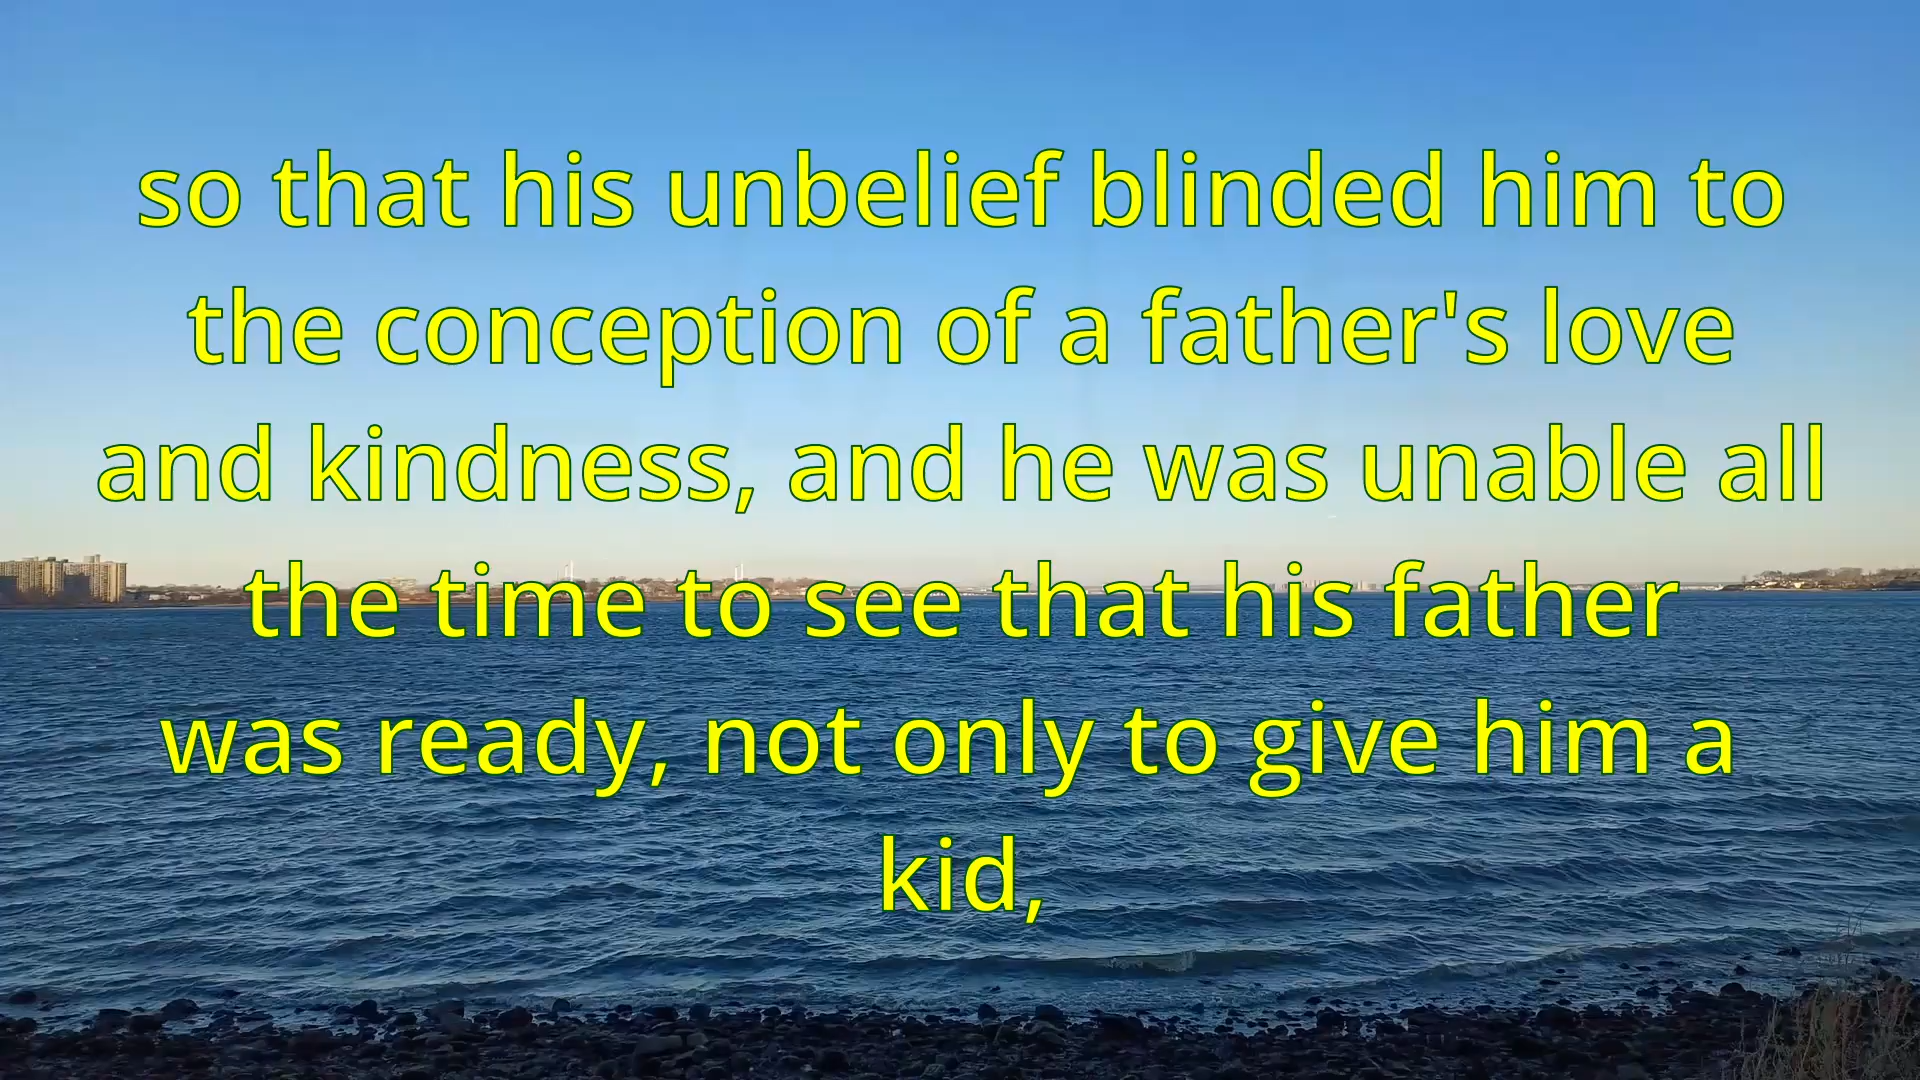 so that his unbelief blinded him to
the conception of a father's love
and kindness, and he was unable all
the time to see that his father
was ready, not only to give him a
kid,